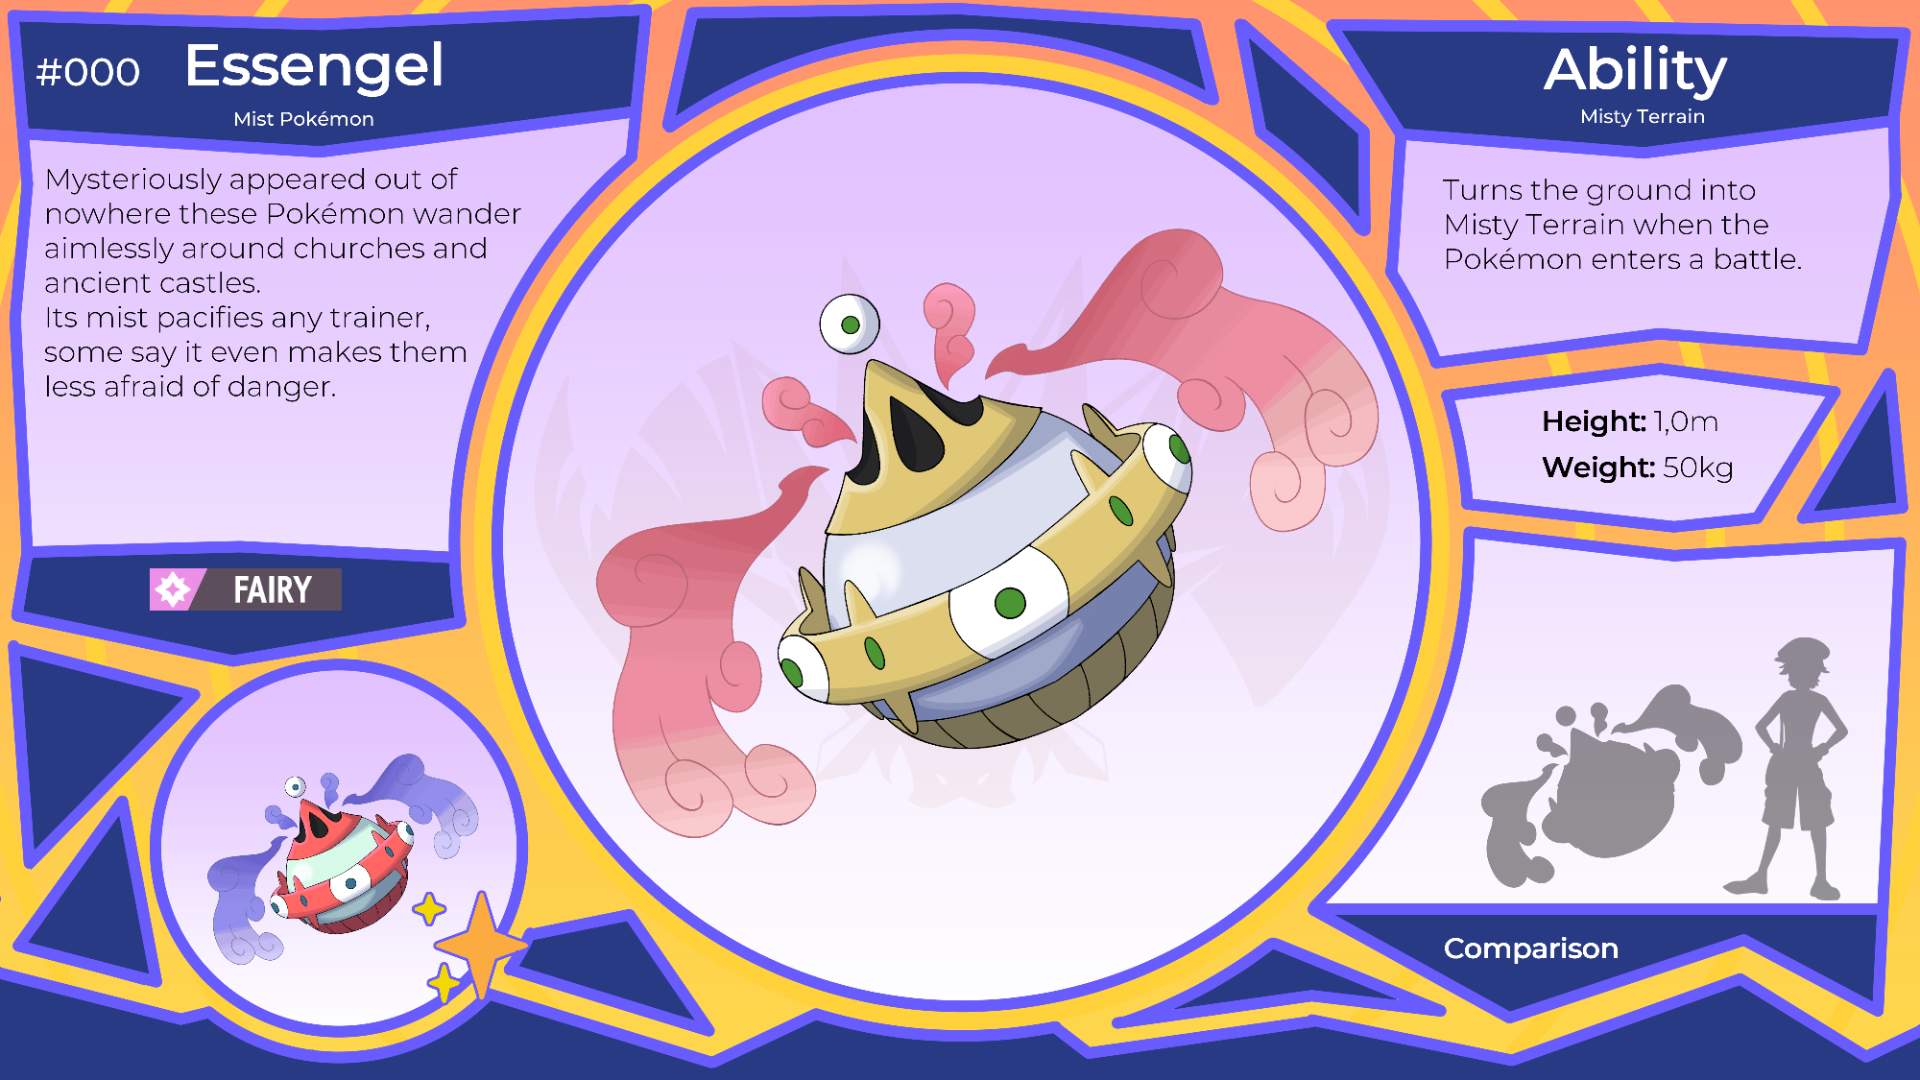 #000 Essengel
Mist Pokémon
Mysteriously appeared out of
nowhere these Pokémon wander
aimlessly around churches and
ancient castles.
Its mist pacifies any trainer,
some say it even makes them
less afraid of danger.
FAIRY
Ability
Misty Terrain
Turns the ground into
Misty Terrain when the
Pokémon enters a battle.
Height: 1,0m
Weight: 50kg
Comparison